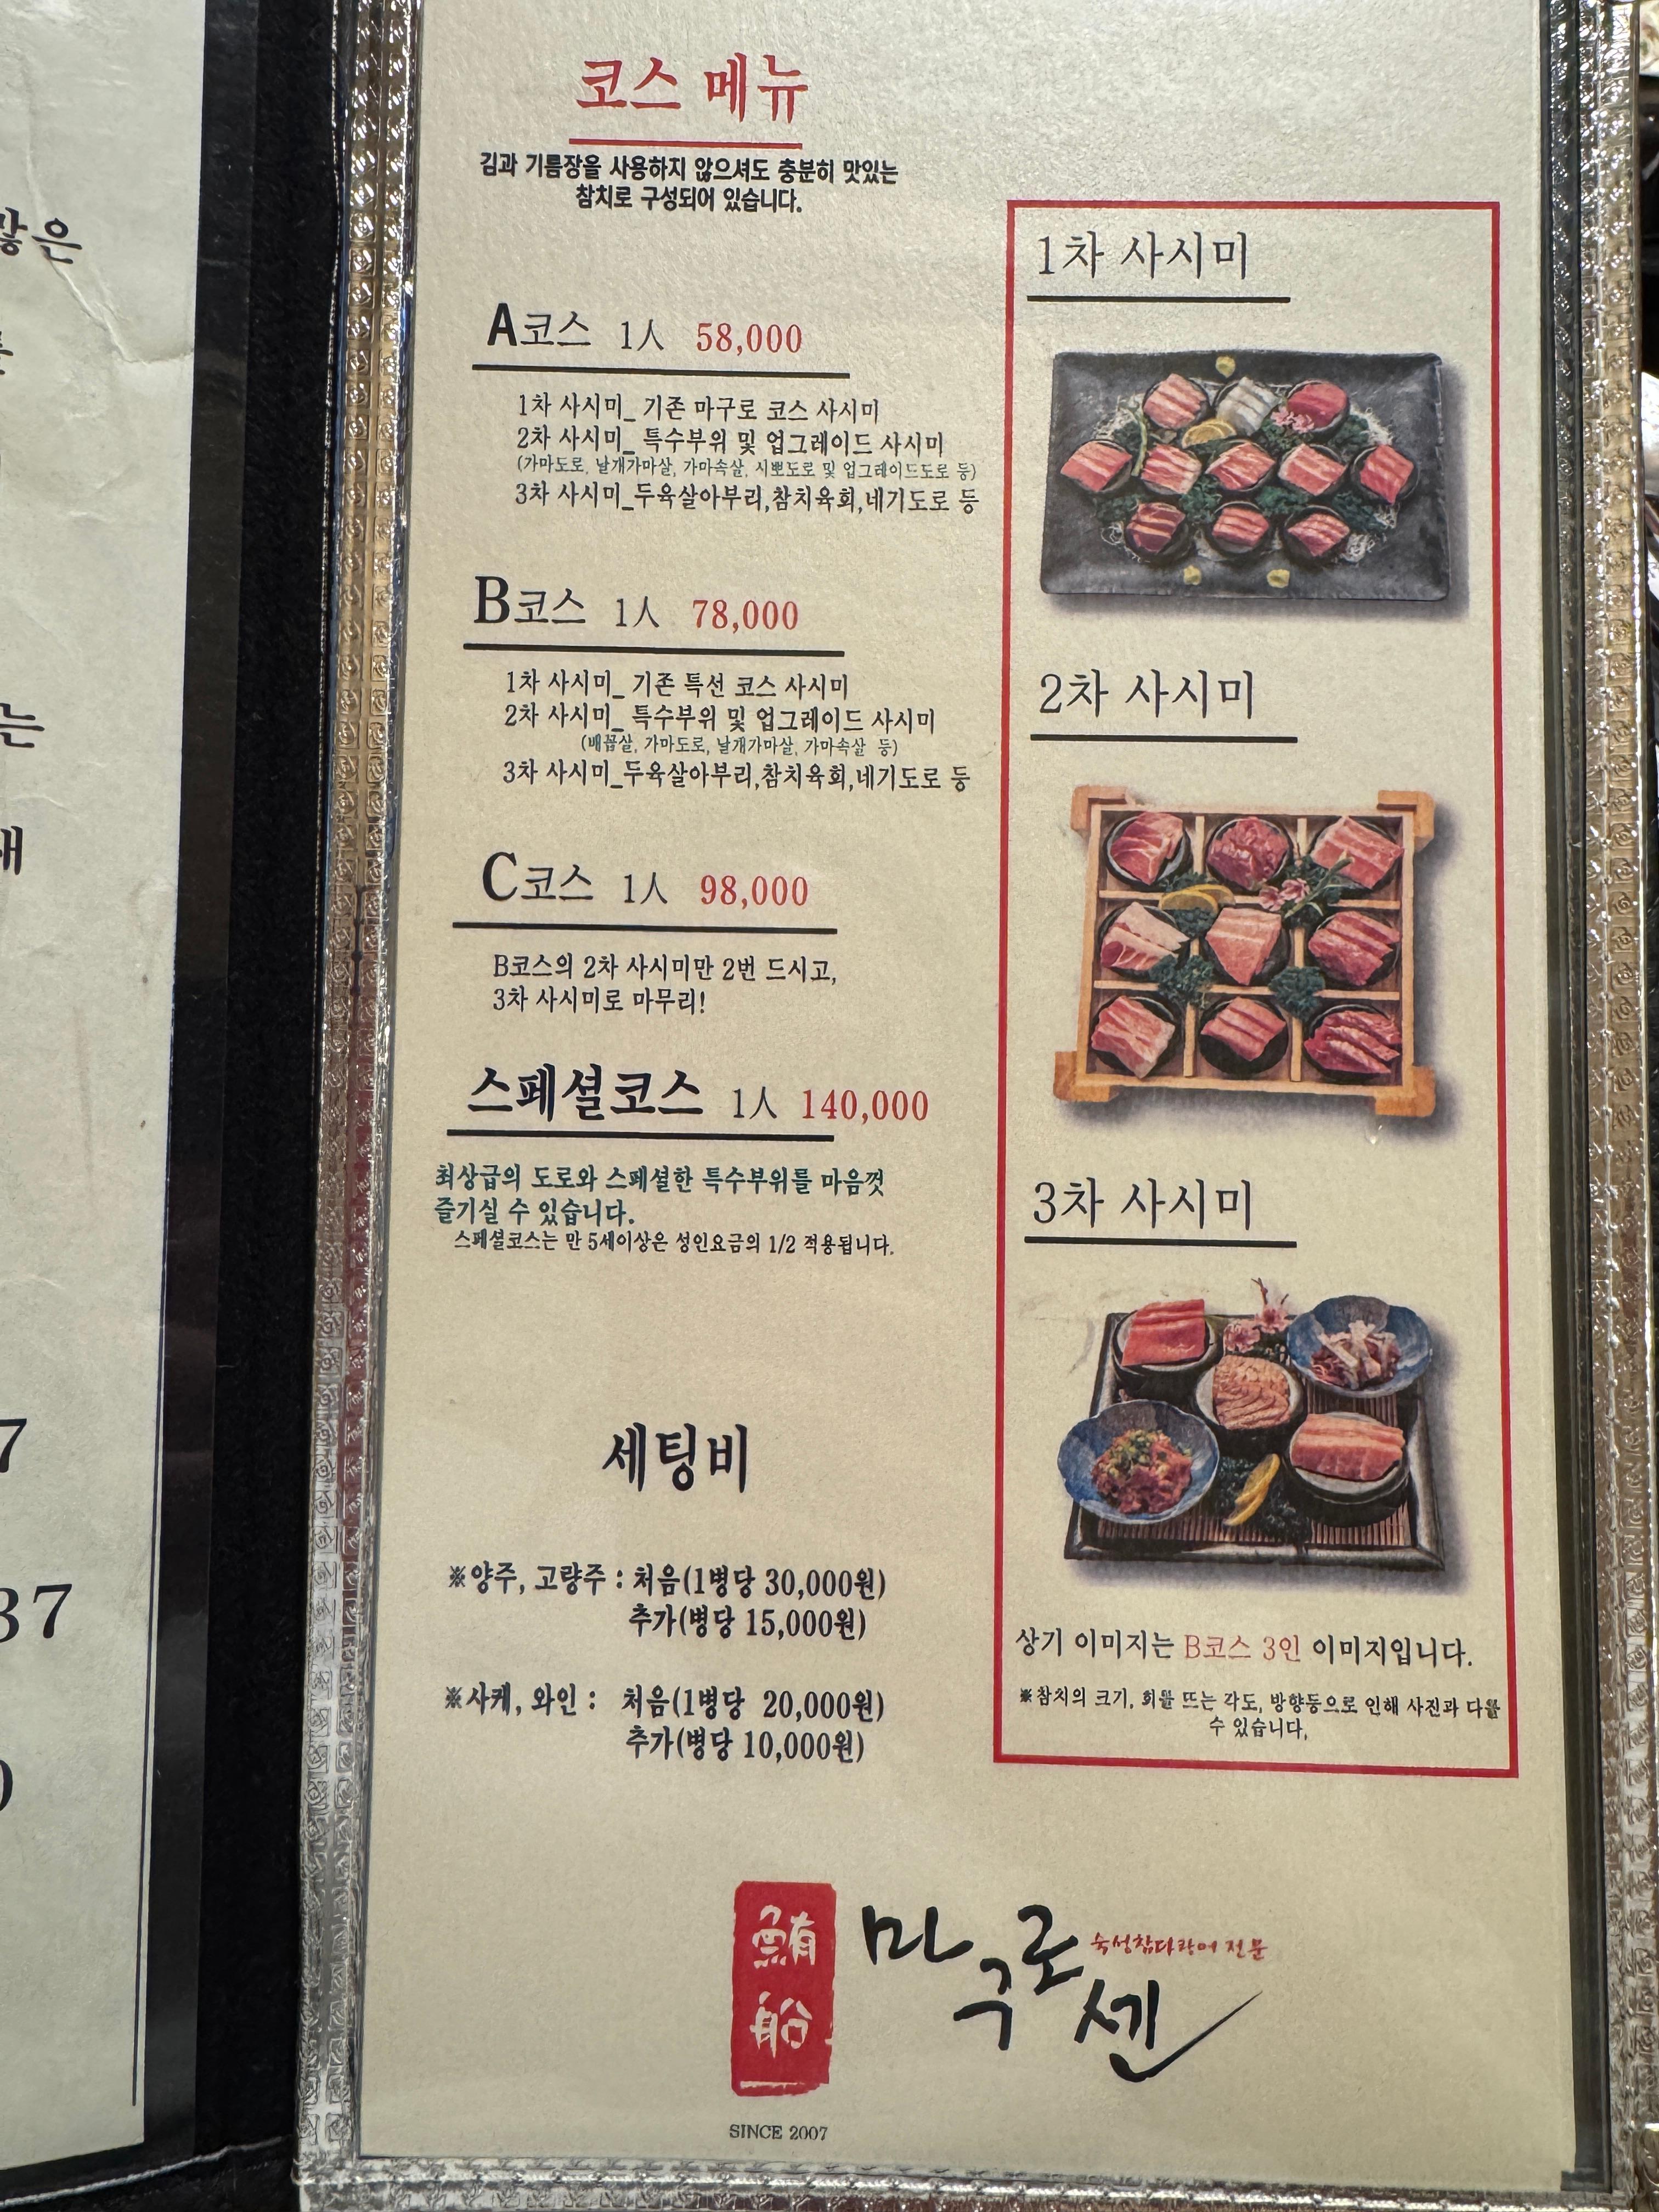 찮은
는
37
코스 메뉴
김과 기름장을 사용하지 않으셔도 충분히 맛있는
참치로 구성되어 있습니다.
A코스 1人 58,000
1차 사시미_ 기존 마구로 코스 사시미
2차 사시미_ 특수부위 및 업그레이드 사시미
(가마도로, 날개가마살, 가마속살, 시뽀도로 및 업그레이드도로 등)
3차 사시미_두육살아부리,참치육회,네기도로 등
B코스 1人 78,000
1차 사시미_ 기존 특선 코스 사시미
2차 사시미_ 특수부위 및 업그레이드 사시미
(배꼽살, 가마도로, 날개가마살, 가마속살 등)
3차 사시미_두육살아부리,참치육회,네기도로 등
C코스 1人 98,000
B코스의 2차 사시미만 2번 드시고,
3차 사시미로 마무리!
스페셜코스 1人 140,000
최상급의 도로와 스페셜한 특수부위를 마음껏
즐기실 수 있습니다.
스페셜코스는 만 5세이상은 성인요금의 1/2 적용됩니다.
세팅비
※양주, 고량주 : 처음(1병당 30,000원)
추가(병당 15,000원)
※사케, 와인 : 처음(1병당 20,000원)
추가(병당 10,000원)
1차 사시미
2차 사시미
3차 사시미
상기 이미지는 B코스 3인 이미지입니다.
※참치의 크기, 회를 뜨는 각도, 방향등으로 인해 사진과 다를
수 있습니다.
鮪船
마구로센
숙성참다랑어 전문
SINCE 2007